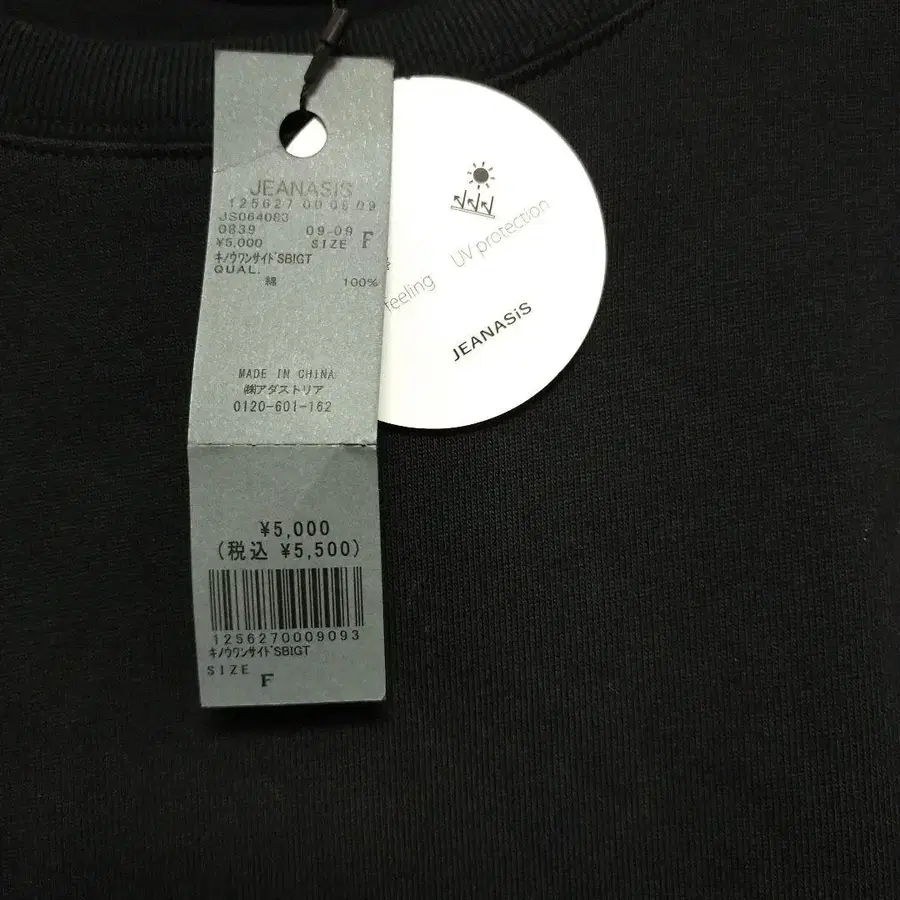 JEANASIS
125627 00 09 09
JS064083
0839 09-09
¥5,000 SIZE F
キノウワンサイドSBIGT
QUAL.
綿 100%
MADE IN CHINA
㈱アダストリア
0120-601-162
¥5,000
(税込 ¥5,500)
1256270009093
キノウワンサイドSBIGT
SIZE
F
feeling
UV protection
JEANASiS